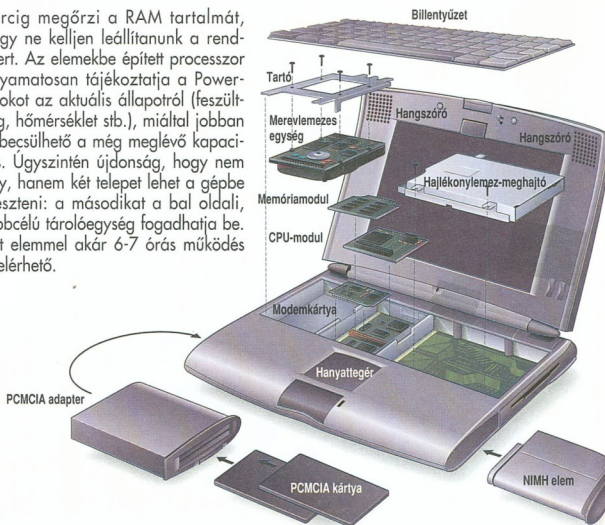 rcig megőrzi a RAM tartalmát,
gy ne kelljen leállítanunk a rend-
ert. Az elemekbe épített processzor
yamatosan tájékoztatja a Power-
okot az aktuális állapotról (feszült-
g, hőmérséklet stb.), miáltal jobban
becsülhető a még meglévő kapaci-
s. Úgyszintén újdonság, hogy nem
y, hanem két telepet lehet a gépbe
eszteni: a másodikat a bal oldali,
bbcélú tárolóegység fogadhatja be.
t elemmel akár 6-7 órás működés
elérhető.
Billentyűzet
Tartó
Hangszóró
Hangszóró
Merevlemezes
egység
Hajlékonylemez-meghajtó
Memóriamodul
CPU-modul
Modemkártya
Hanyattegér
PCMCIA adapter
PCMCIA kártya
NIMH elem